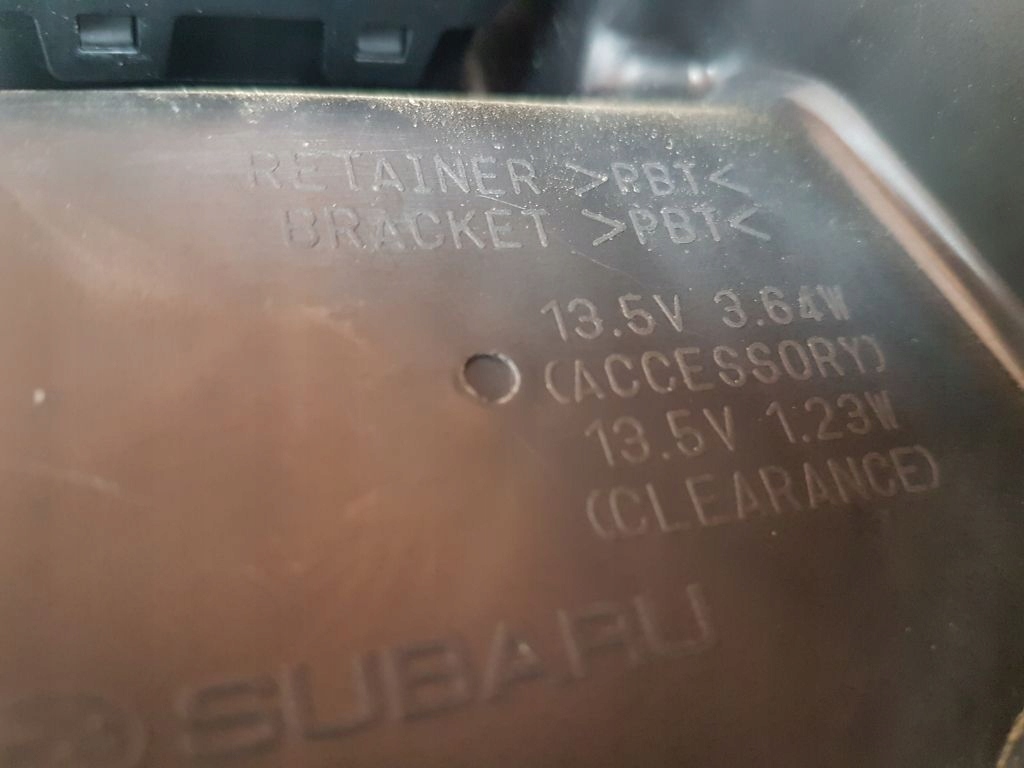 RETAINER >PBT<
BRACKET >PBT<
13.5V 3.64W
(ACCESSORY)
13.5V 1.23W
(CLEARANCE)
SUBARU